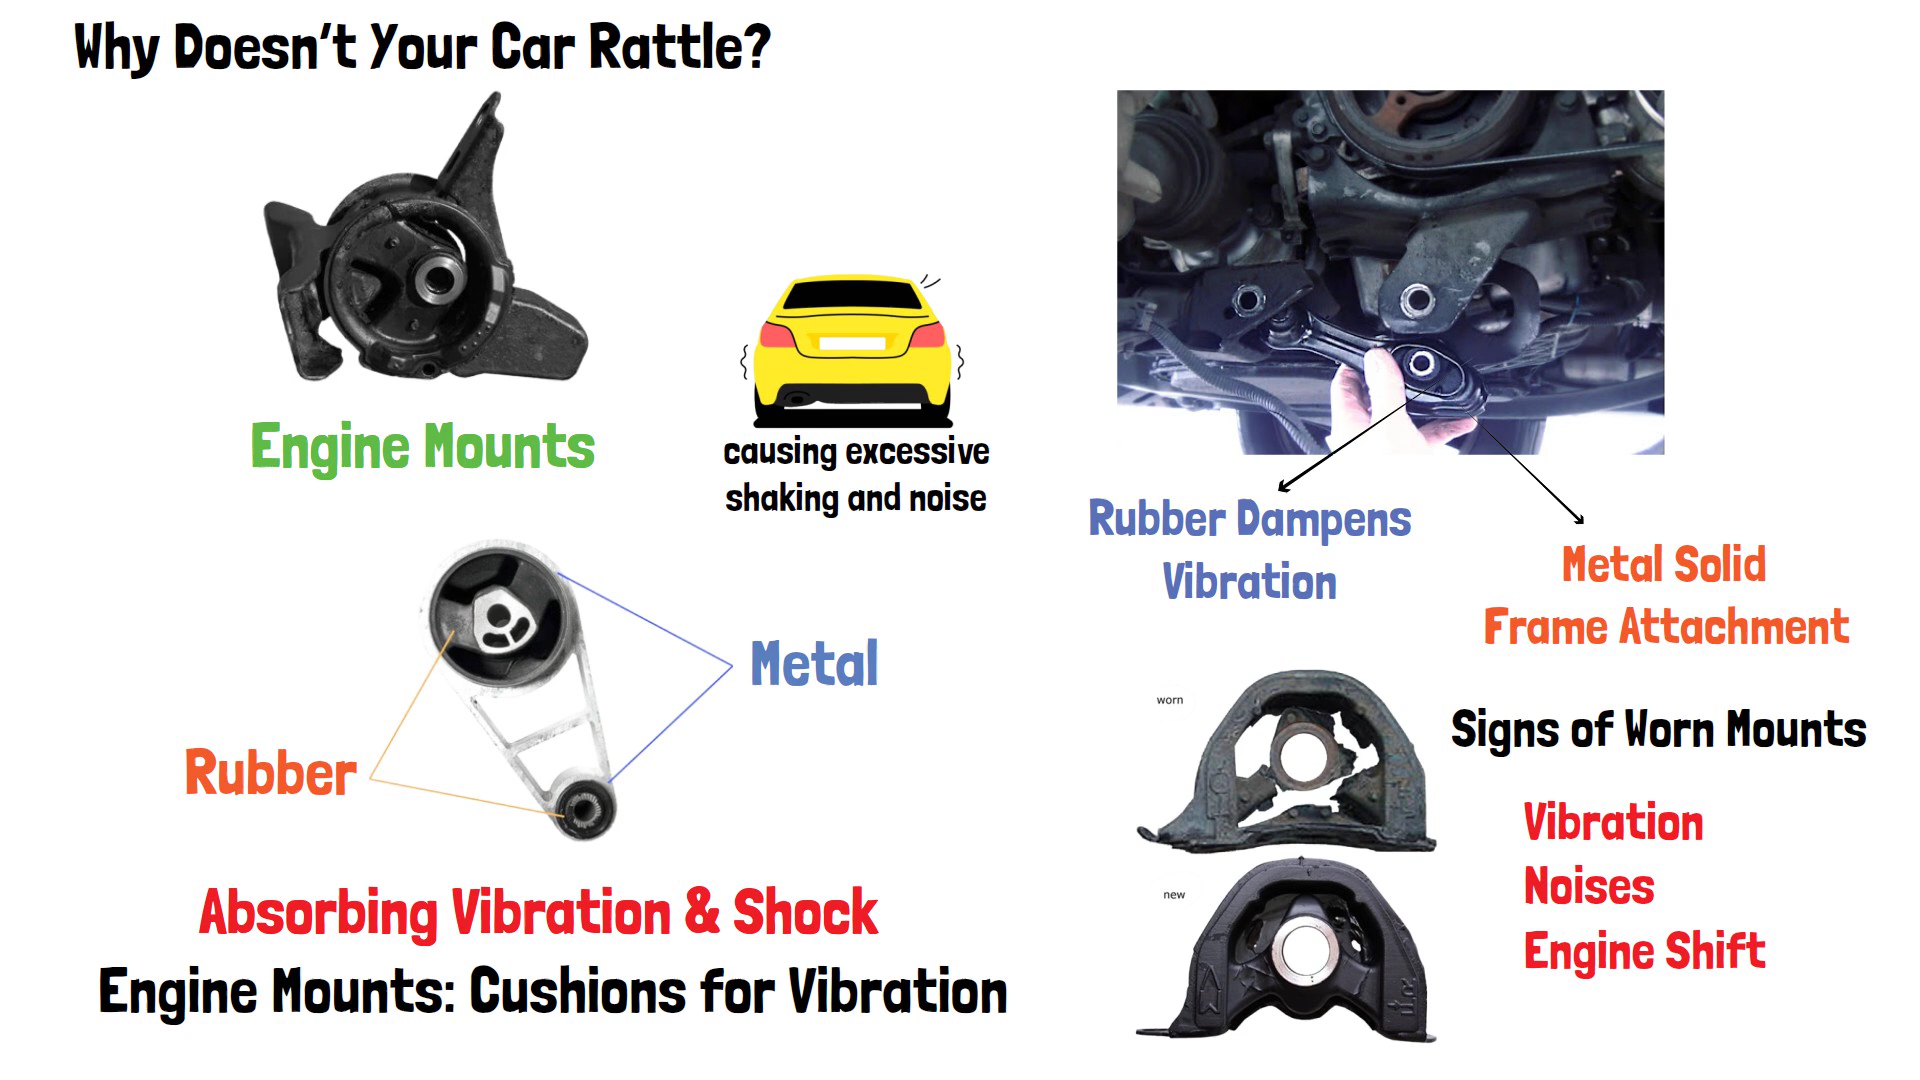 Why Doesn't Your Car Rattle?
Engine Mounts
causing excessive
shaking and noise
Metal
Rubber
Absorbing Vibration & Shock
Engine Mounts: Cushions for Vibration
Rubber Dampens
Vibration
Metal Solid
Frame Attachment
worn
Signs of Worn Mounts
Vibration
new
Noises
Engine Shift